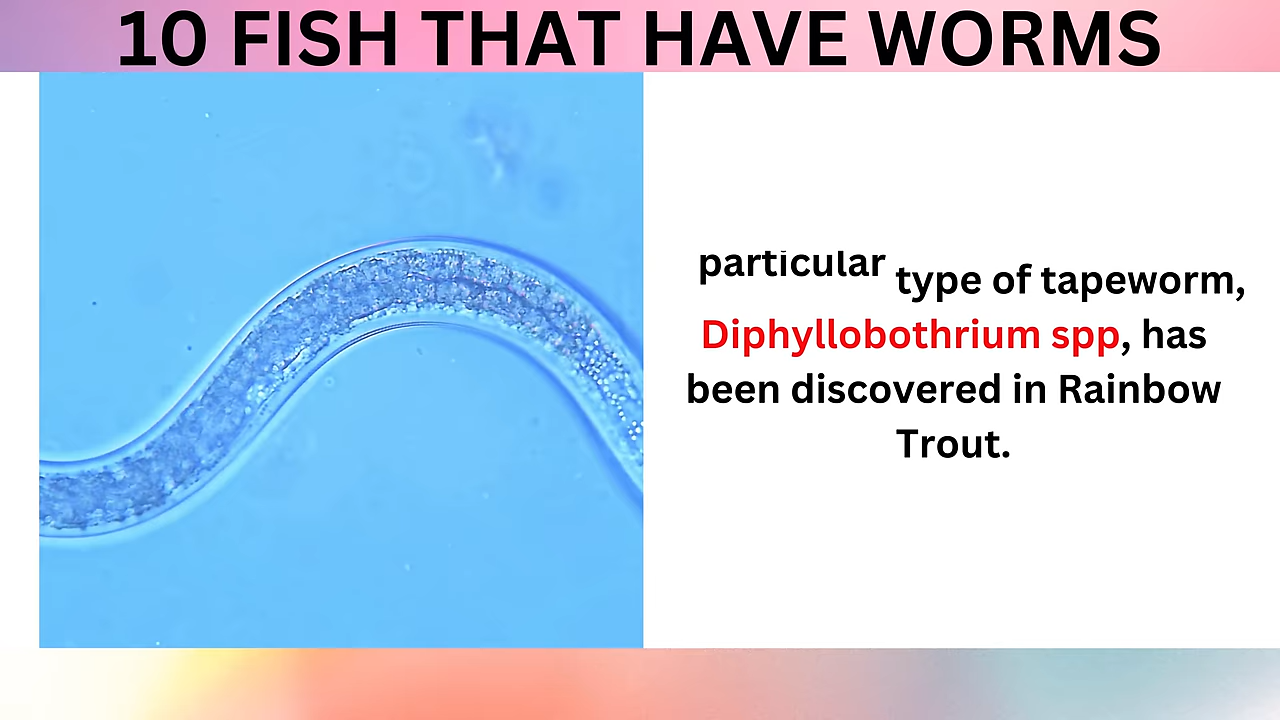 10 FISH THAT HAVE WORMS
particular type of tapeworm,
Diphyllobothrium spp, has
been discovered in Rainbow
Trout.